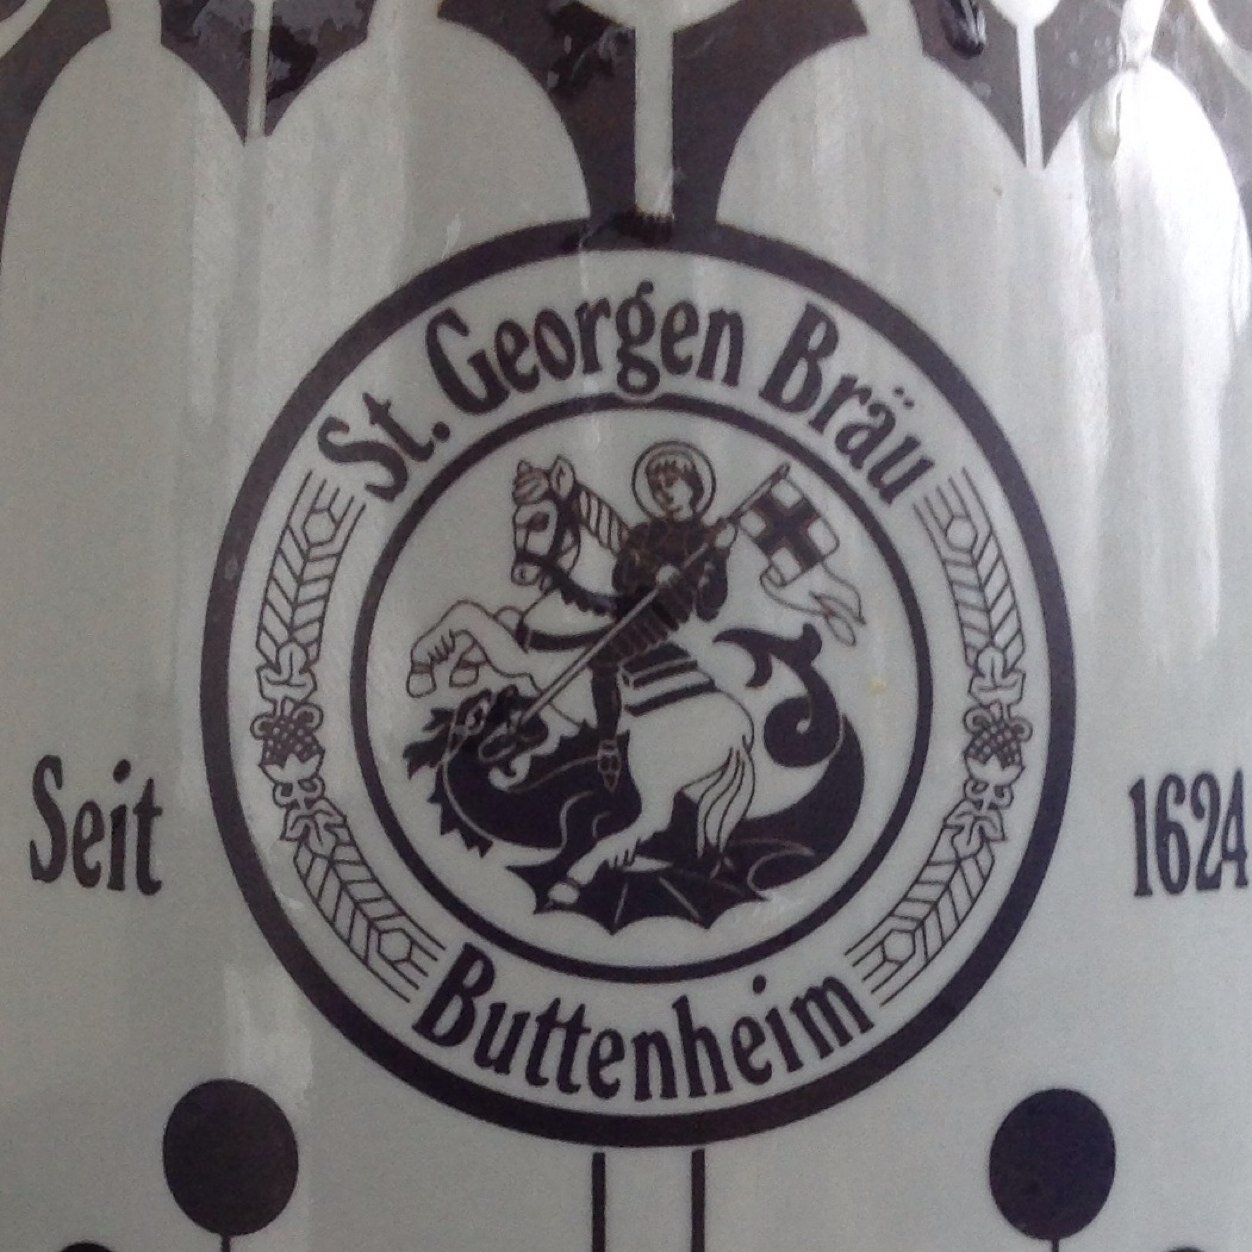 St. Georgen Bräu
Seit 1624
Buttenheim